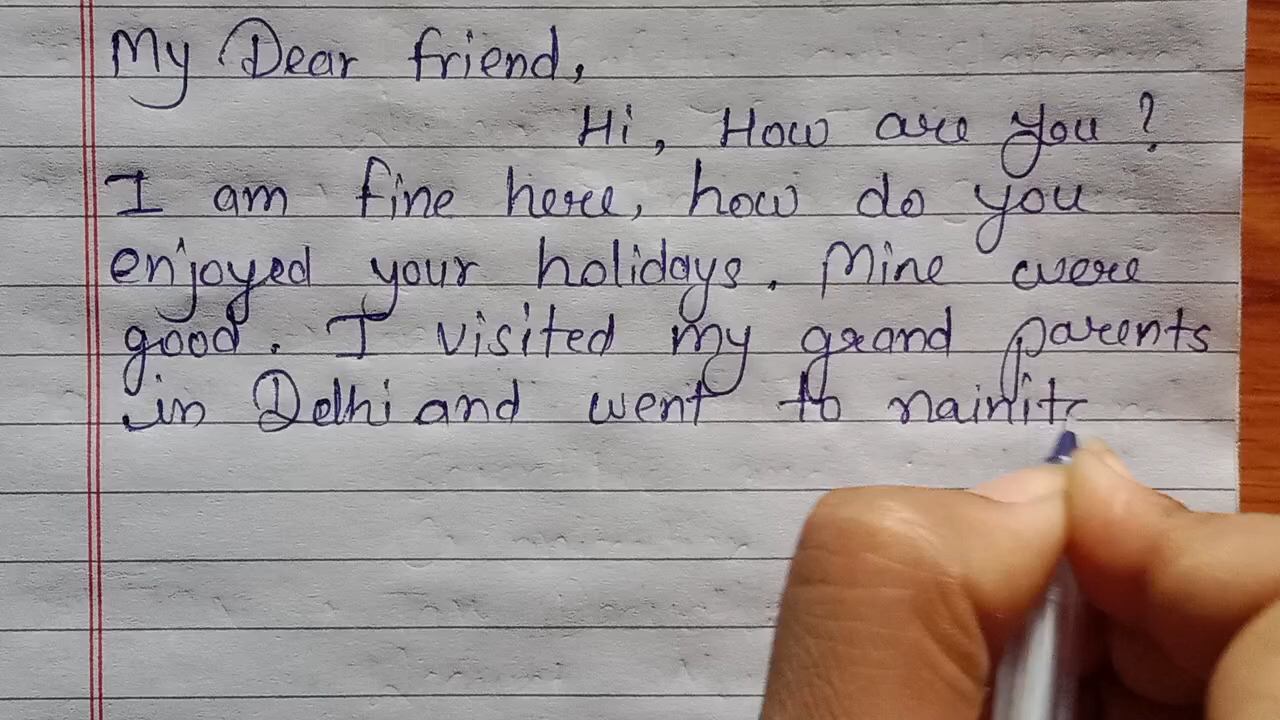 My Dear friend,
Hi, How are you ?
I am fine here, how do you
enjoyed your holidays. Mine were
good. I visited my grand parents
in Delhi and went to nainit